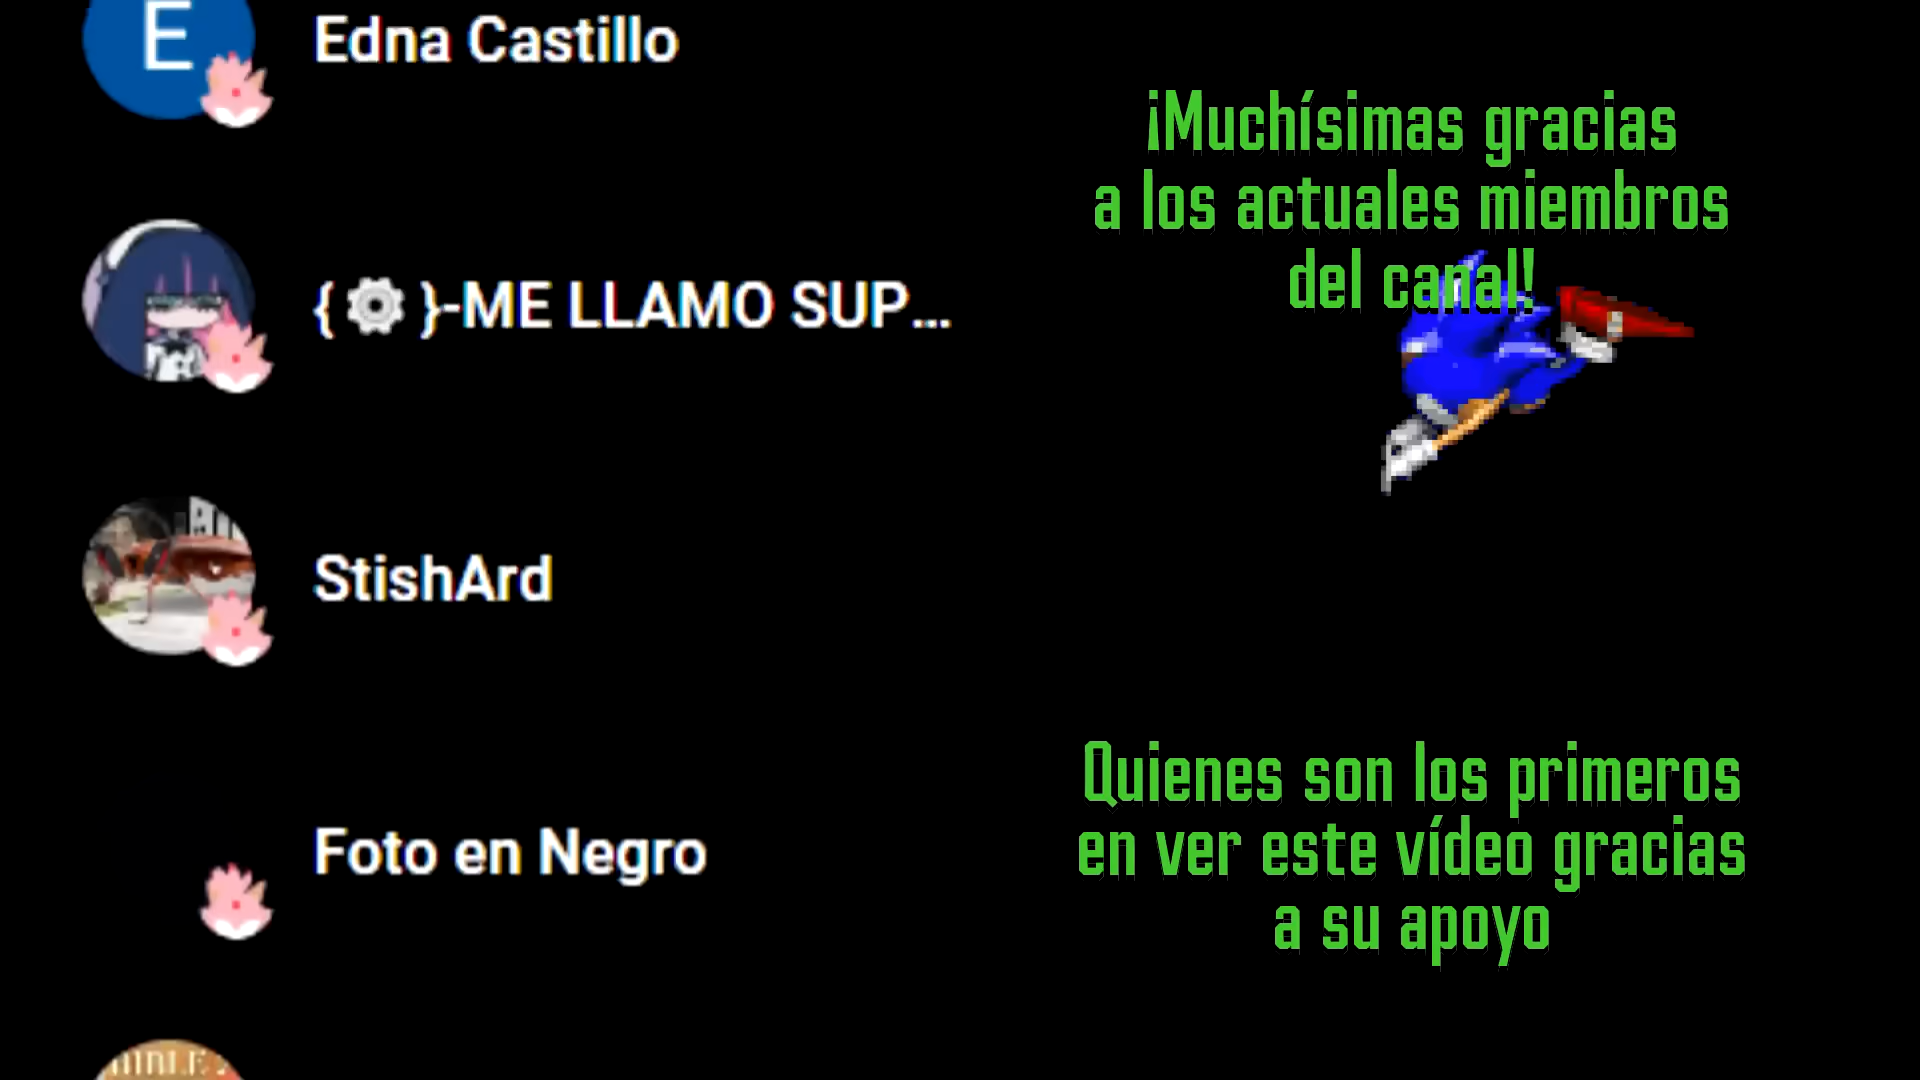 E
Edna Castillo
{ ⚙ }-ME LLAMO SUP...
StishArd
Foto en Negro
¡Muchísimas gracias
a los actuales miembros
del canal!
Quienes son los primeros
en ver este vídeo gracias
a su apoyo